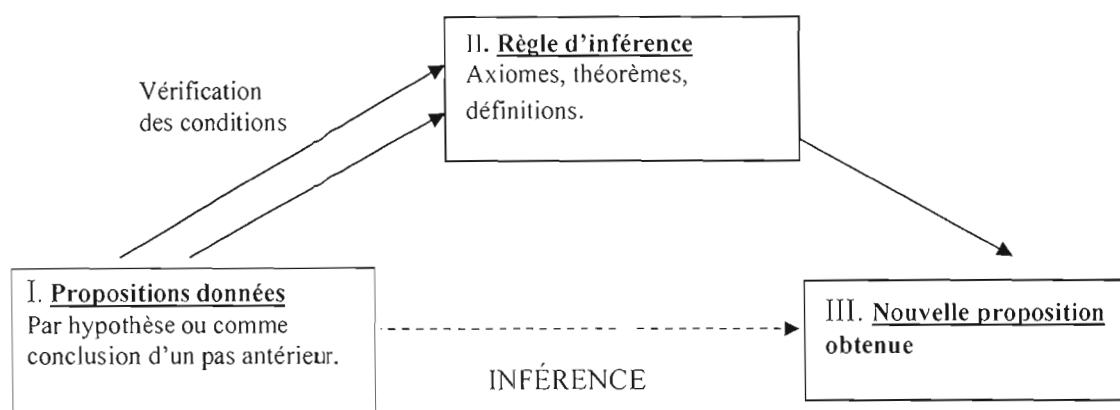 II. Règle d'inférence
Axiomes, théorèmes,
définitions.
Vérification
des conditions
I. Propositions données
Par hypothèse ou comme
conclusion d'un pas antérieur.
III. Nouvelle proposition
obtenue
INFÉRENCE